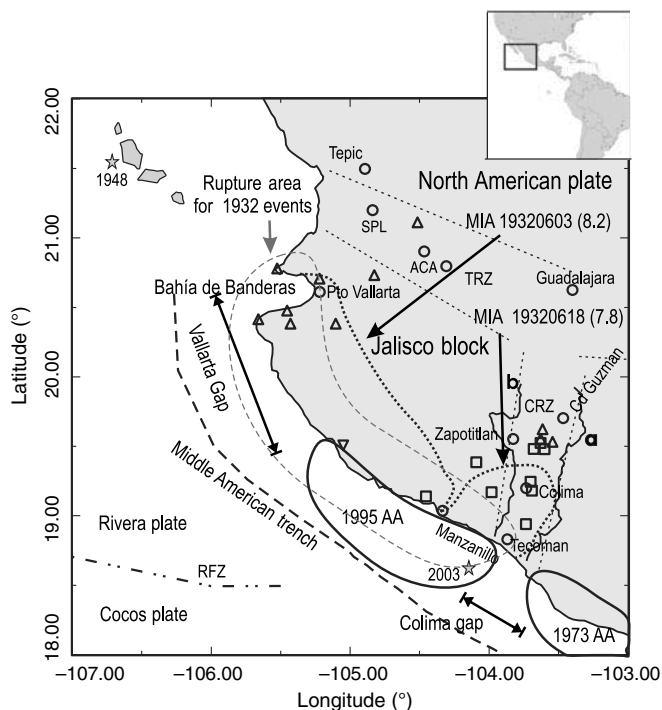 22.00
21.00
20.00
19.00
18.00
Latitude (°)
−107.00
−106.00
−105.00
−104.00
−103.00
Longitude (°)
1948
Tepic
Rupture area
for 1932 events
SPL
North American plate
MIA 19320603 (8.2)
ACA
TRZ
Guadalajara
Bahía de Banderas
Pto Vallarta
MIA 19320618 (7.8)
Vallarta Gap
Jalisco block
b
CRZ
Cd Guzman
Zapotitlan
a
Middle American trench
Colima
1995 AA
Manzanillo
Tecoman
Rivera plate
RFZ
2003
Cocos plate
Colima gap
1973 AA